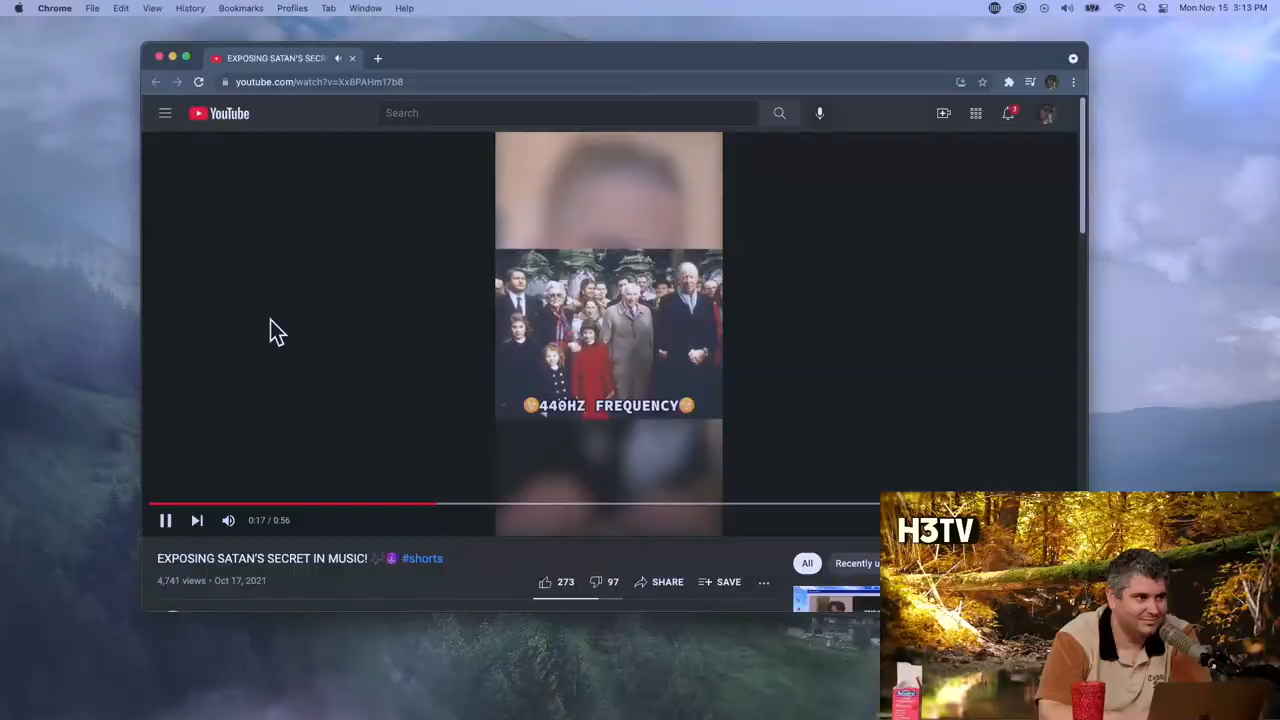 Chrome File Edit View History Bookmarks Profiles Tab Window Help Mon Nov 15 3:13 PM
EXPOSING SATAN'S SECR
youtube.com/watch?v=Xx8PAHm17b8
YouTube
Search
3
440HZ FREQUENCY
0:17 / 0:56
EXPOSING SATAN'S SECRET IN MUSIC! #shorts
4,741 views • Oct 17, 2021
273 97 SHARE SAVE
All Recently u
H3TV